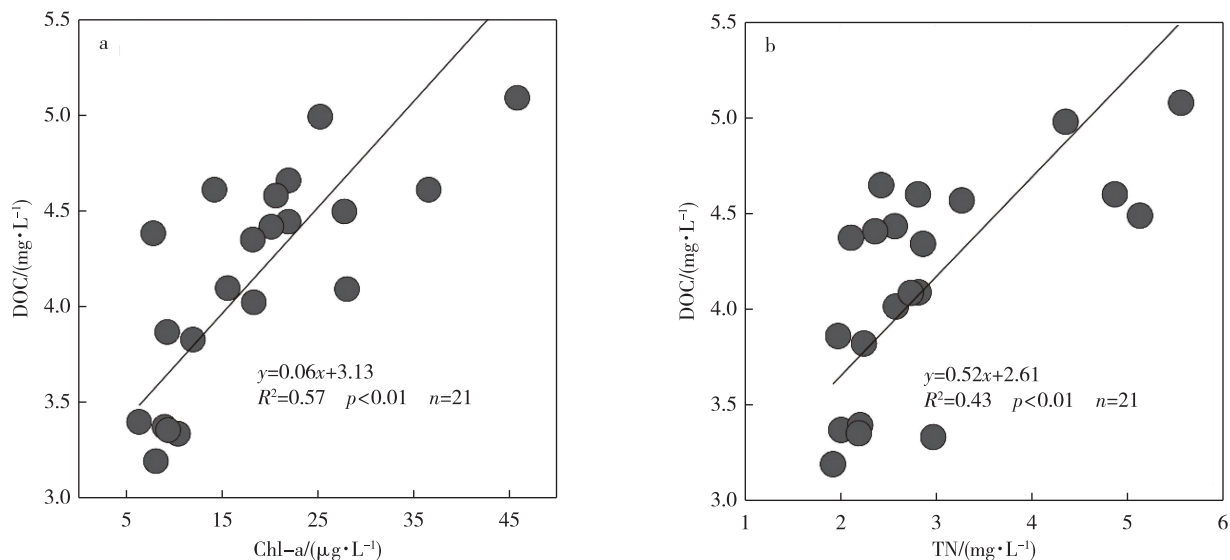 a
5.5
5.0
4.5
4.0
3.5
3.0
DOC/(mg·L⁻¹)
y=0.06x+3.13
R²=0.57 p<0.01 n=21
5 15 25 35 45
Chl-a/(μg·L⁻¹)
b
5.5
5.0
4.5
4.0
3.5
3.0
DOC/(mg·L⁻¹)
y=0.52x+2.61
R²=0.43 p<0.01 n=21
1 2 3 4 5 6
TN/(mg·L⁻¹)